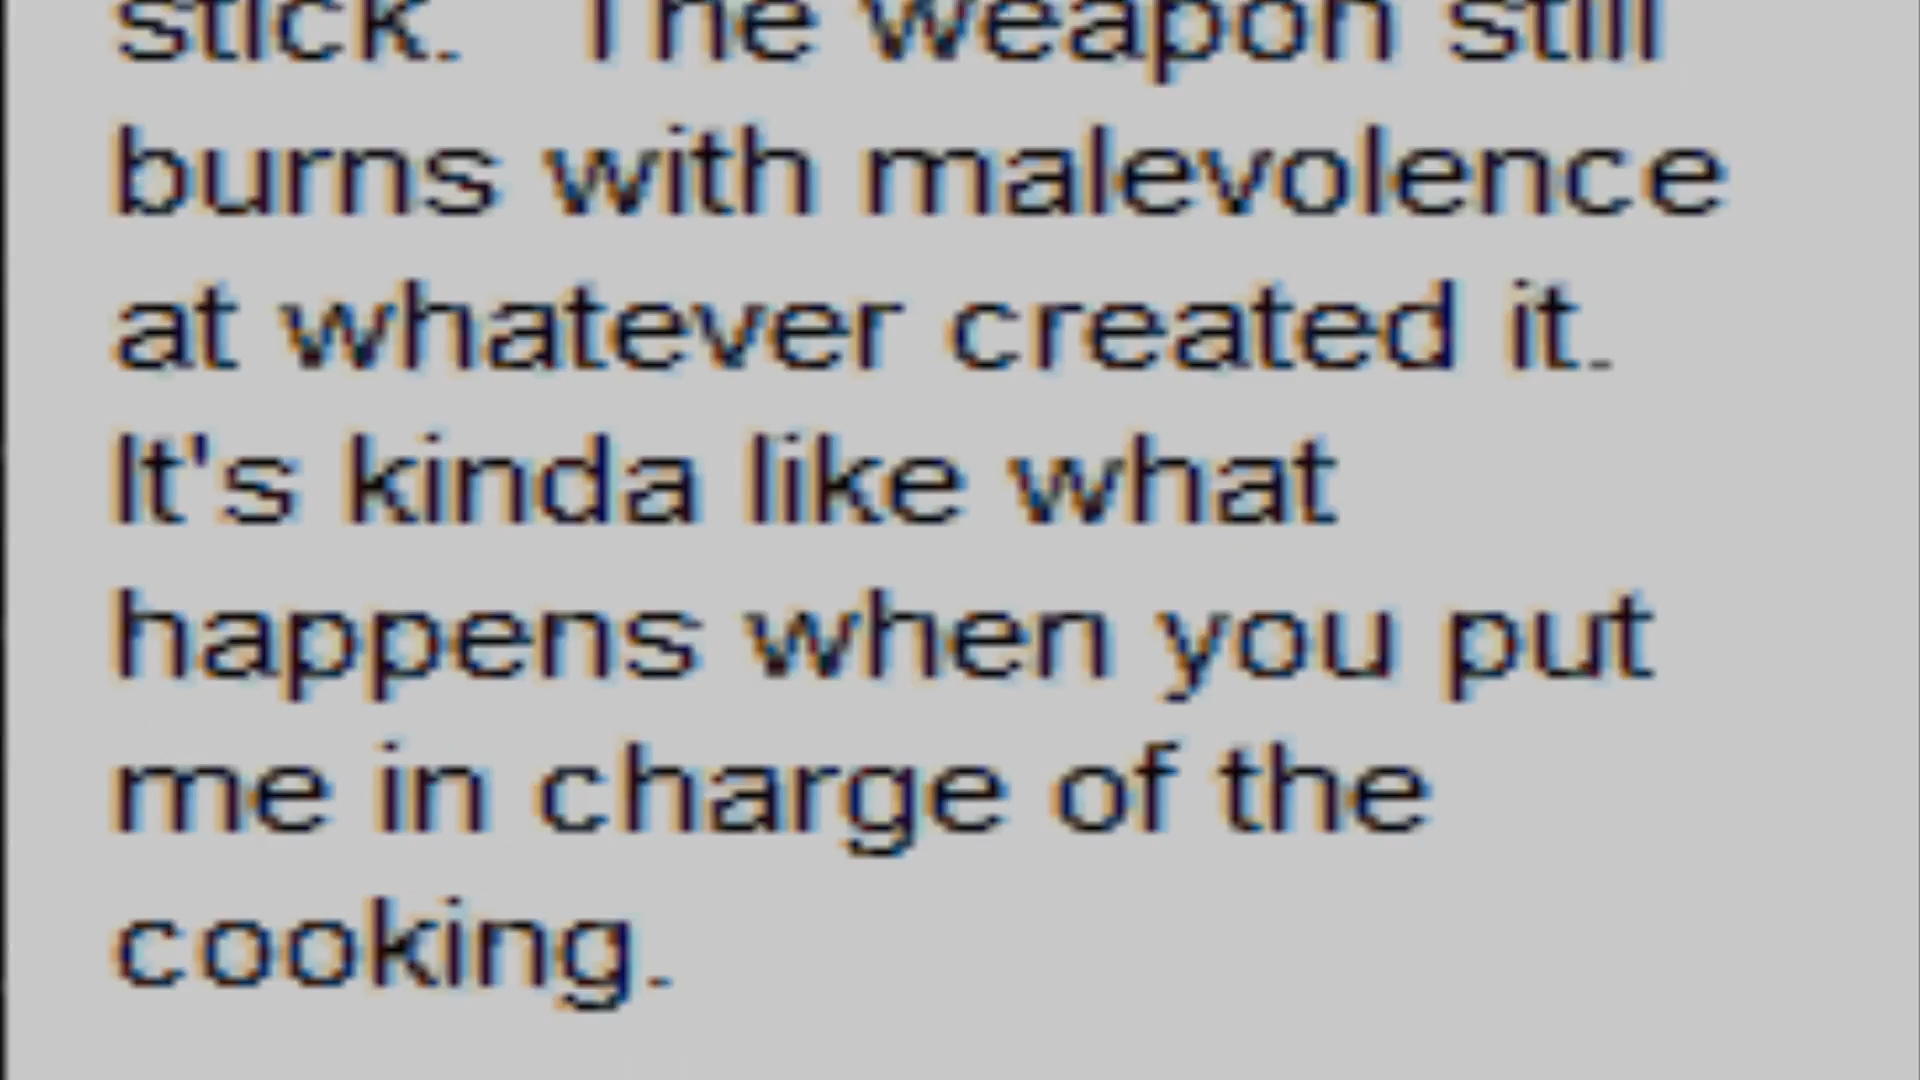 stick.  The weapon still
burns with malevolence
at whatever created it.
It's kinda like what
happens when you put
me in charge of the
cooking.